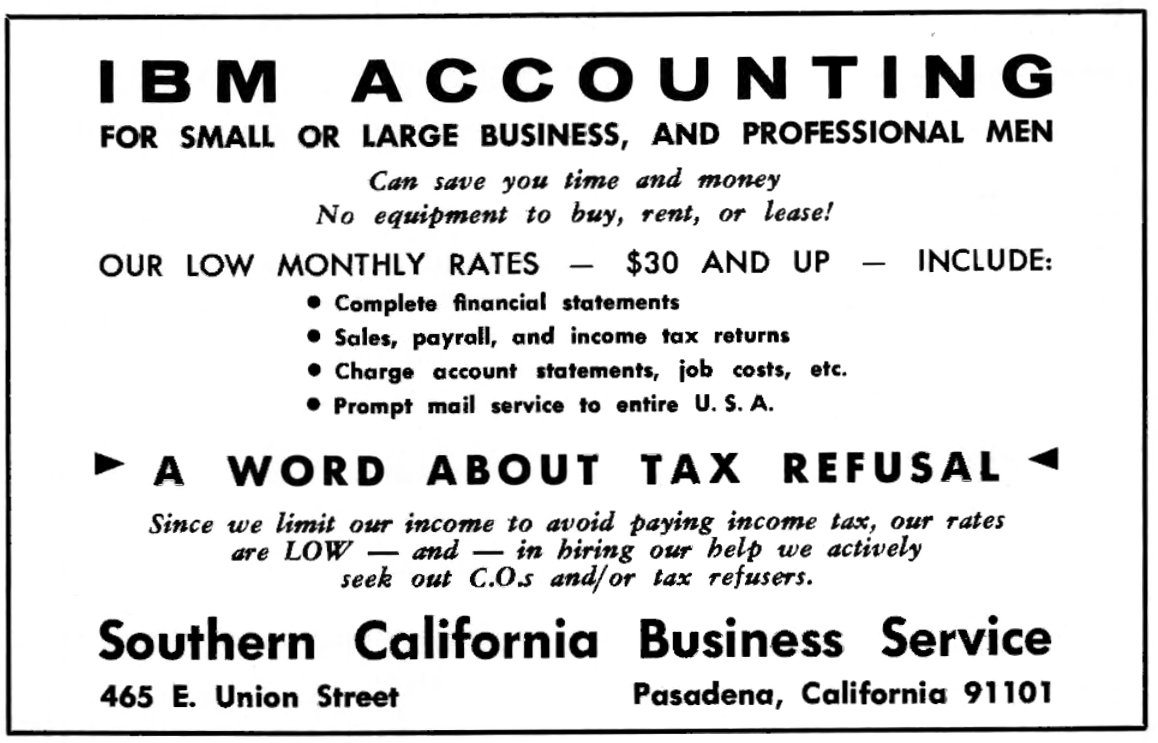 IBM ACCOUNTING
FOR SMALL OR LARGE BUSINESS, AND PROFESSIONAL MEN
Can save you time and money
No equipment to buy, rent, or lease!
OUR LOW MONTHLY RATES — $30 AND UP — INCLUDE:
● Complete financial statements
● Sales, payroll, and income tax returns
● Charge account statements, job costs, etc.
● Prompt mail service to entire U. S. A.
► A WORD ABOUT TAX REFUSAL ◄
Since we limit our income to avoid paying income tax, our rates
are LOW — and — in hiring our help we actively
seek out C.O.s and/or tax refusers.
Southern California Business Service
465 E. Union Street Pasadena, California 91101